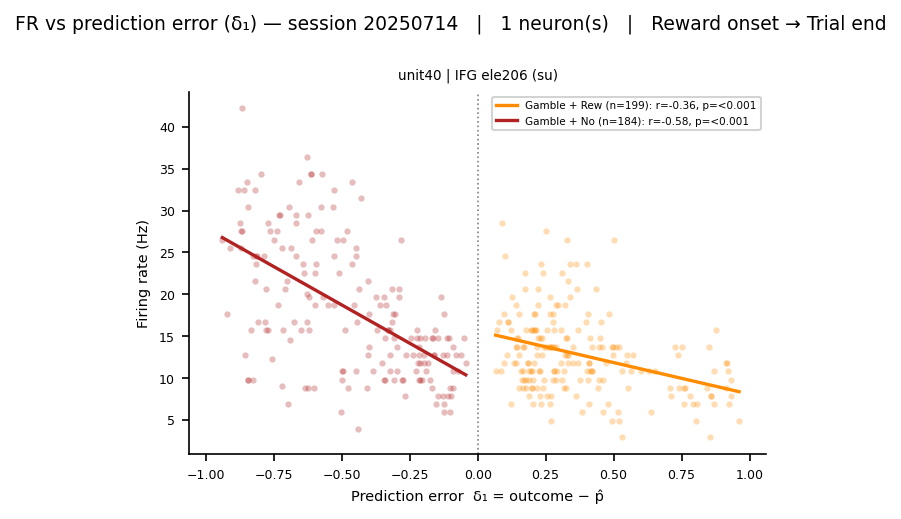 FR vs prediction error (δ₁) — session 20250714 | 1 neuron(s) | Reward onset → Trial end
unit40 | IFG ele206 (su)
Gamble + Rew (n=199): r=-0.36, p=<0.001
Gamble + No (n=184): r=-0.58, p=<0.001
Firing rate (Hz)
40
35
30
25
20
15
10
5
−1.00 −0.75 −0.50 −0.25 0.00 0.25 0.50 0.75 1.00
Prediction error δ₁ = outcome − p̂